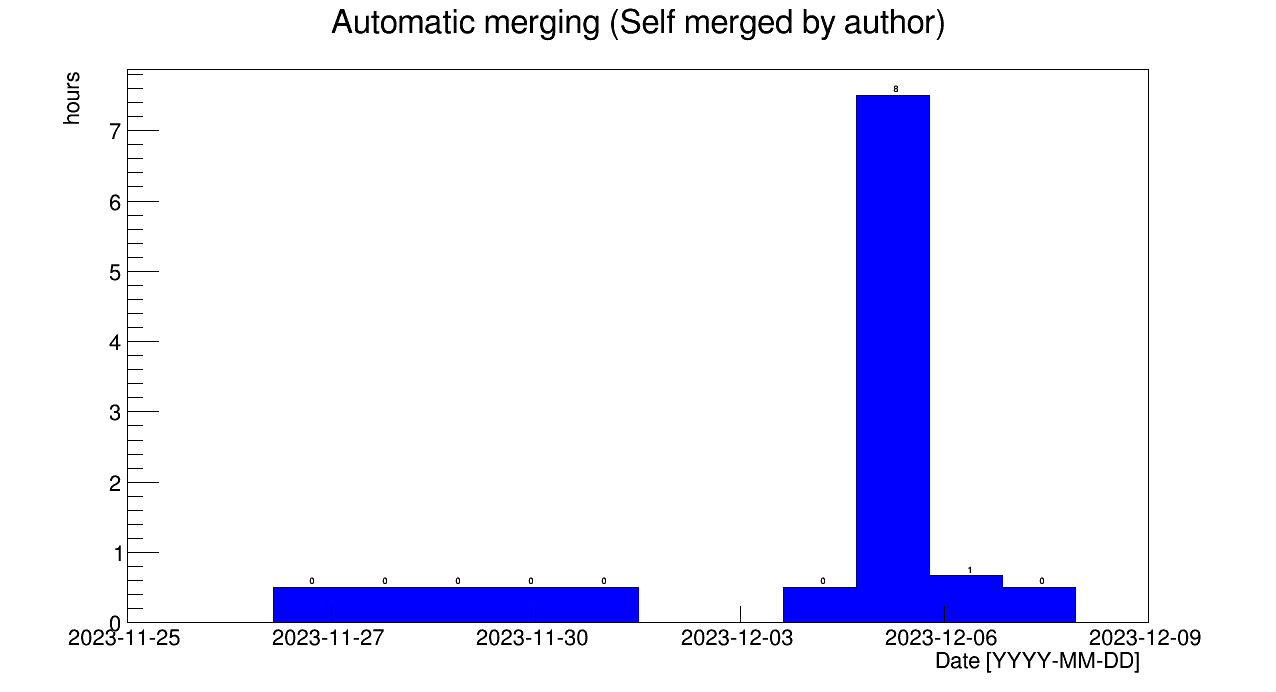 Automatic merging (Self merged by author)
hours
7
6
5
4
3
2
1
0
8
0 0 0 0 0 0 1 0
2023-11-25 2023-11-27 2023-11-30 2023-12-03 2023-12-06 2023-12-09
Date [YYYY-MM-DD]